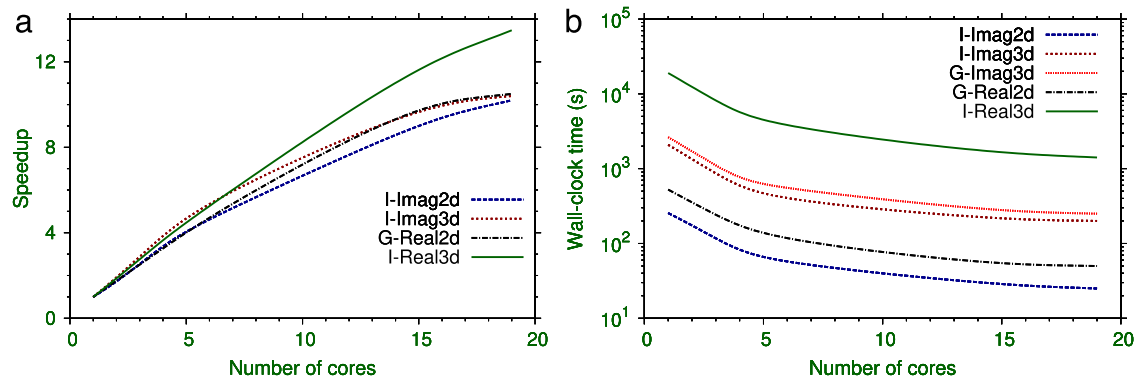 a
Speedup
12
8
4
0
0
5
10
15
20
Number of cores
I-Imag2d
I-Imag3d
G-Real2d
I-Real3d
b
Wall-clock time (s)
10^5
10^4
10^3
10^2
10^1
0
5
10
15
20
Number of cores
I-Imag2d
I-Imag3d
G-Imag3d
G-Real2d
I-Real3d